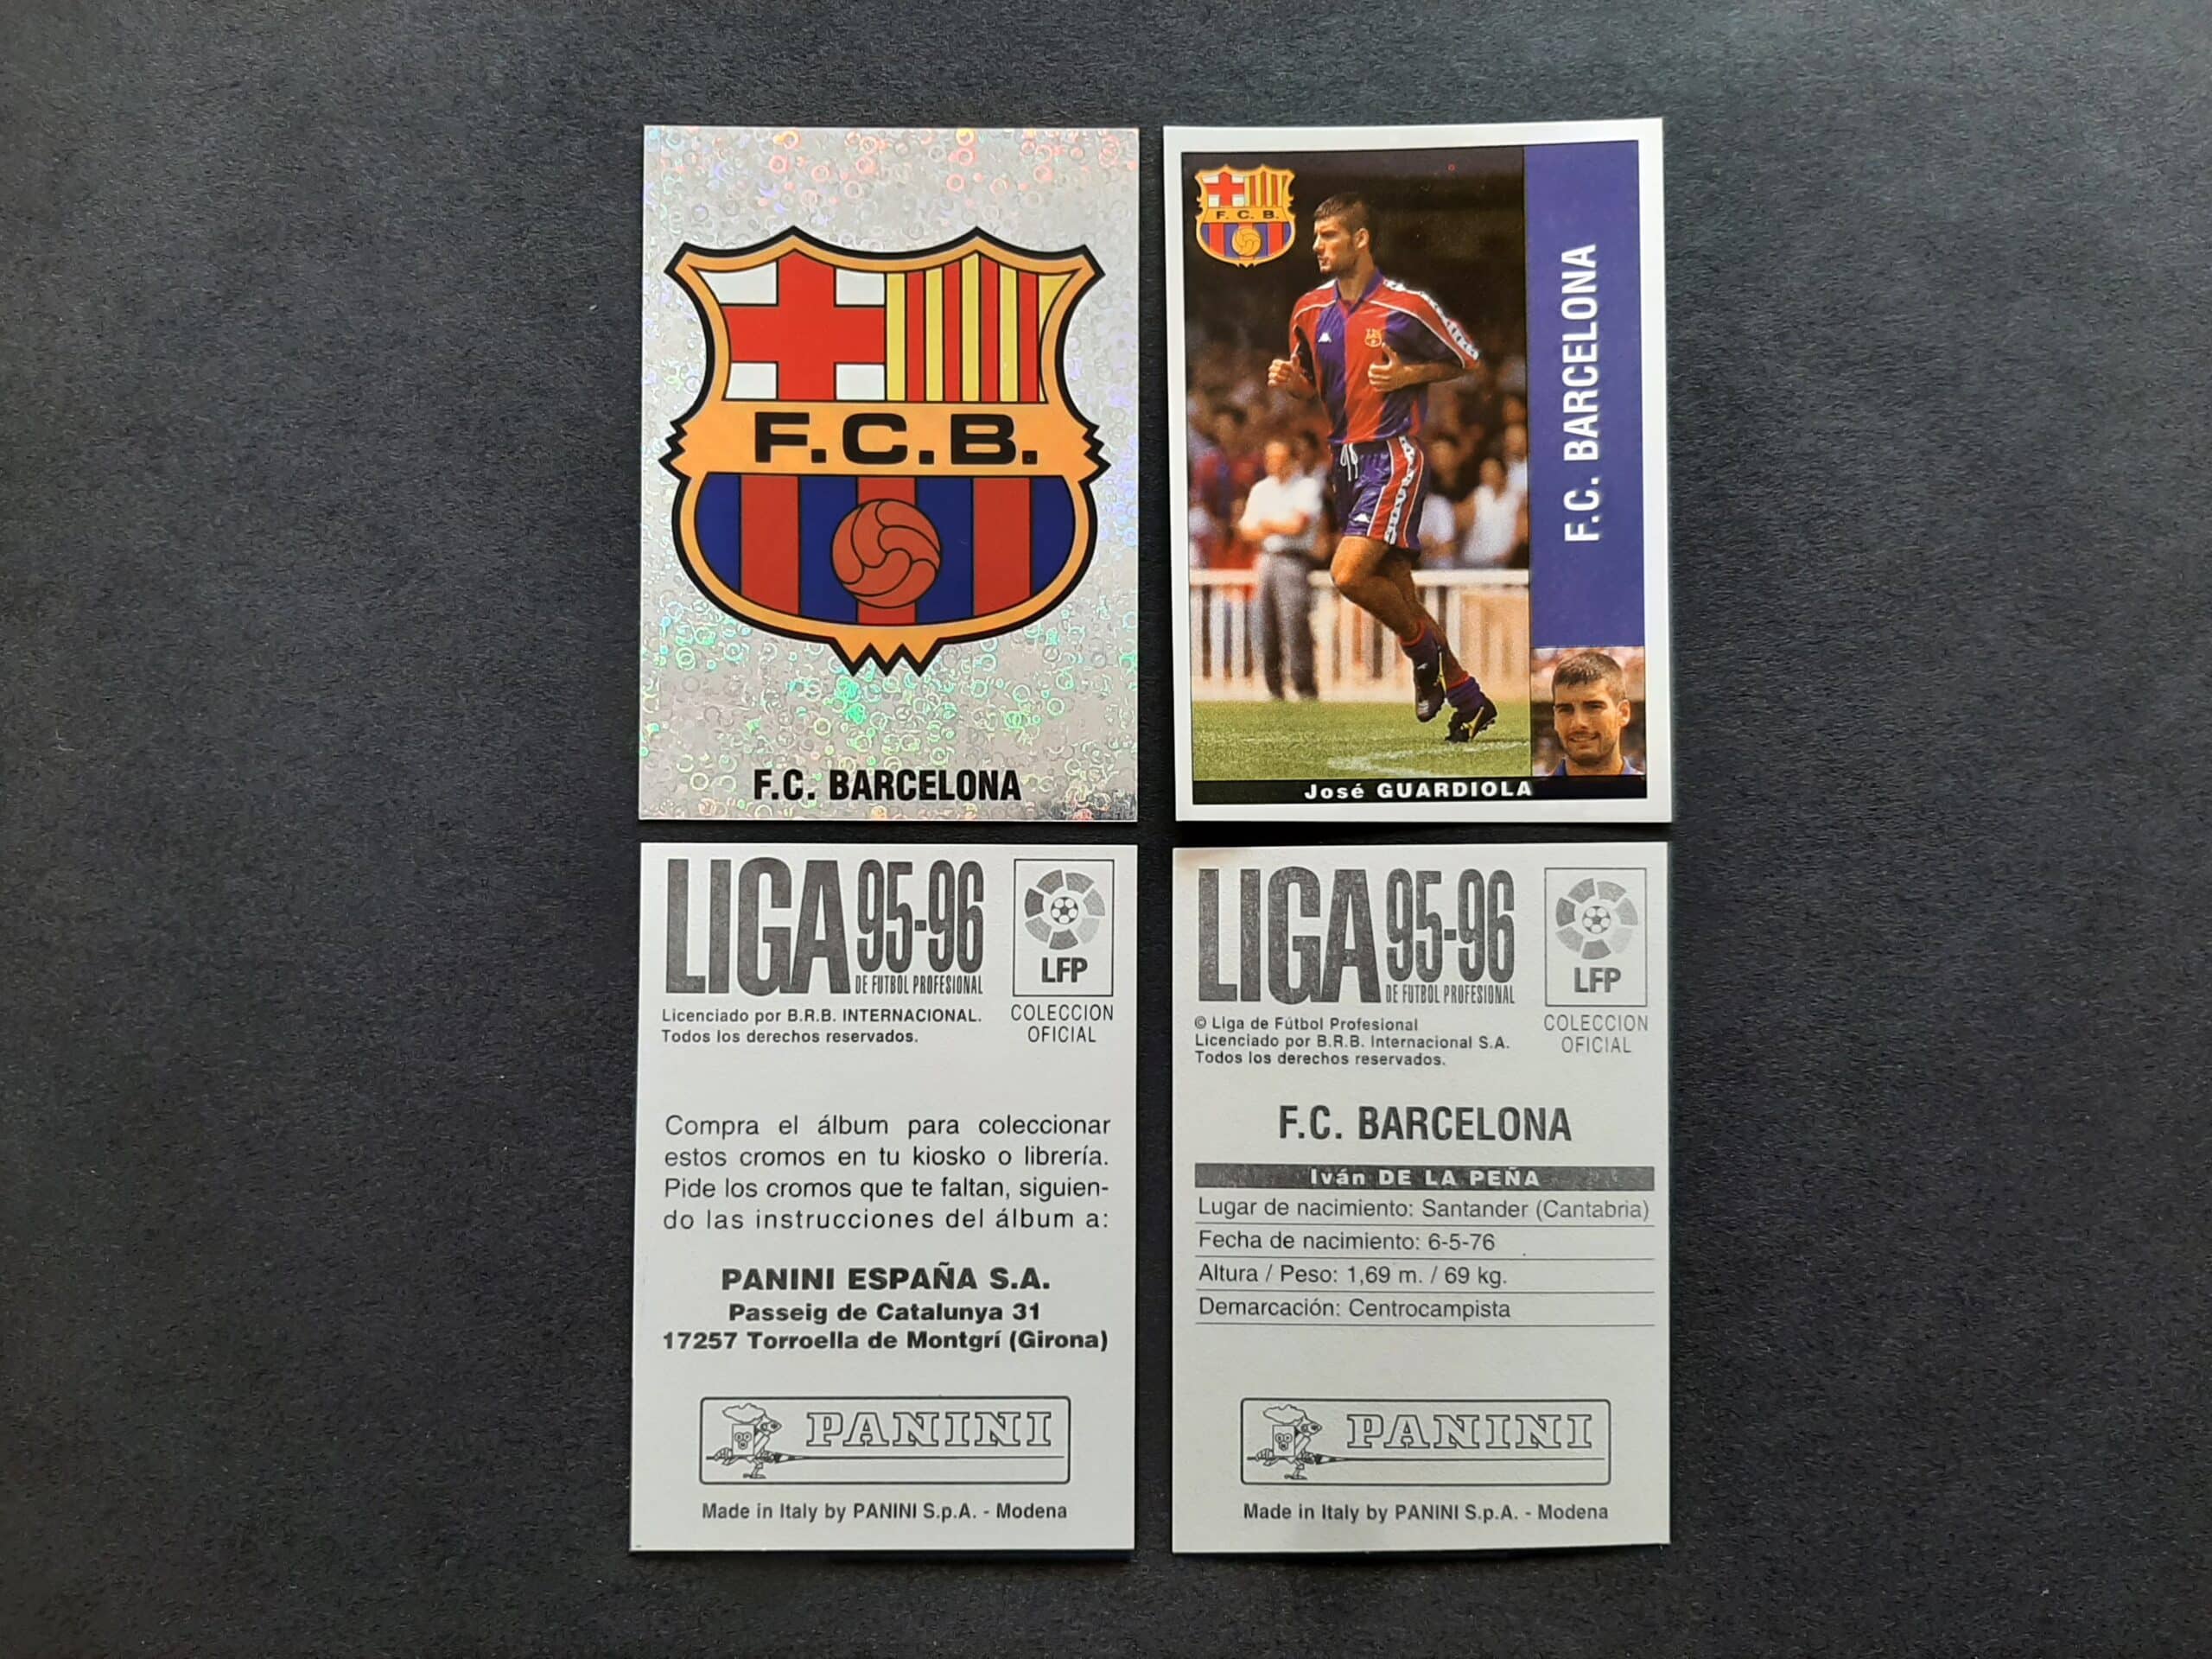 F.C.B.
F.C. BARCELONA
F. C. B.
F.C. BARCELONA
José GUARDIOLA
LIGA 95-96
DE FUTBOL PROFESIONAL
LFP
COLECCION
OFICIAL
Licenciado por B.R.B. INTERNACIONAL.
Todos los derechos reservados.
Compra el álbum para coleccionar
estos cromos en tu kiosko o librería.
Pide los cromos que te faltan, siguien-
do las instrucciones del álbum a:
PANINI ESPAÑA S.A.
Passeig de Catalunya 31
17257 Torroella de Montgrí (Girona)
PANINI
Made in Italy by PANINI S.p.A. - Modena
LIGA 95-96
DE FUTBOL PROFESIONAL
LFP
COLECCION
OFICIAL
© Liga de Fútbol Profesional
Licenciado por B.R.B. Internacional S.A.
Todos los derechos reservados.
F.C. BARCELONA
Iván DE LA PEÑA
Lugar de nacimiento: Santander (Cantabria)
Fecha de nacimiento: 6-5-76
Altura / Peso: 1,69 m. / 69 kg.
Demarcación: Centrocampista
PANINI
Made in Italy by PANINI S.p.A. - Modena